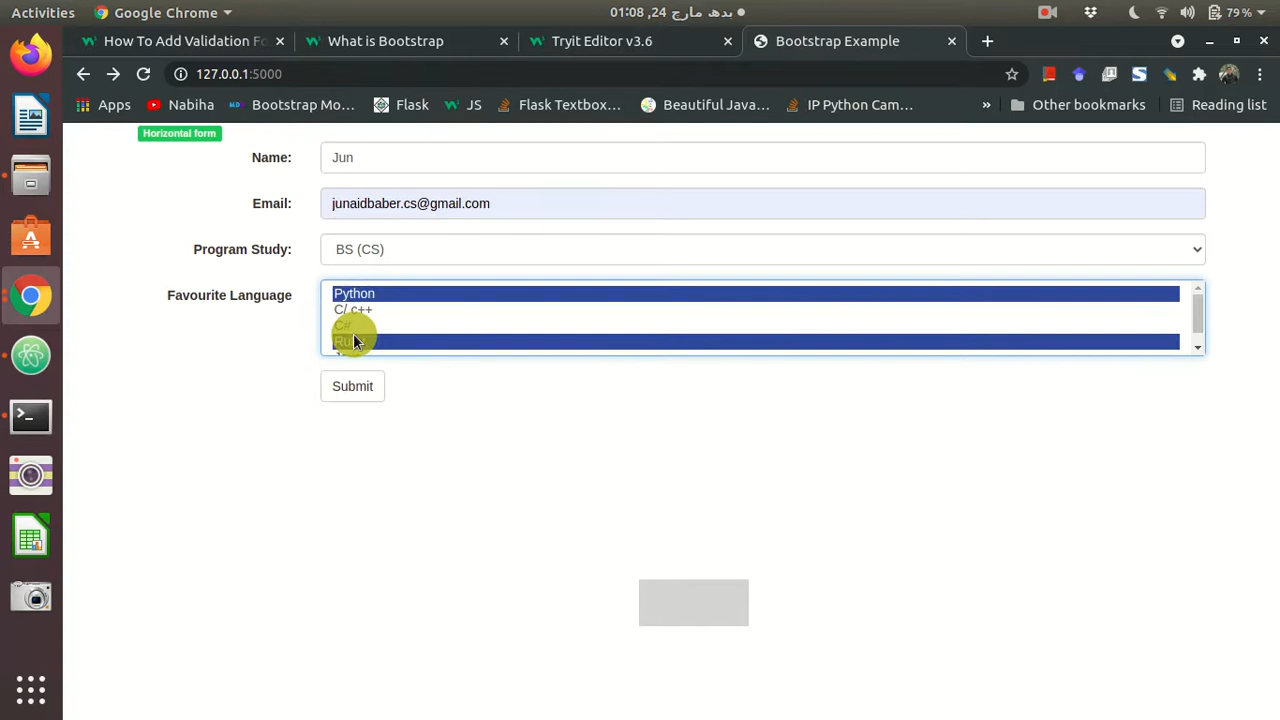 Activities
Google Chrome
بدھ مارچ 24, 01:08
79 %
How To Add Validation Fo
What is Bootstrap
Tryit Editor v3.6
Bootstrap Example
127.0.0.1:5000
Apps
Nabiha
Bootstrap Mo...
Flask
JS
Flask Textbox...
Beautiful Java...
IP Python Cam...
»
Other bookmarks
Reading list
Horizontal form
Name:
Jun
Email:
junaidbaber.cs@gmail.com
Program Study:
BS (CS)
Favourite Language
Python
C/ c++
C#
Submit